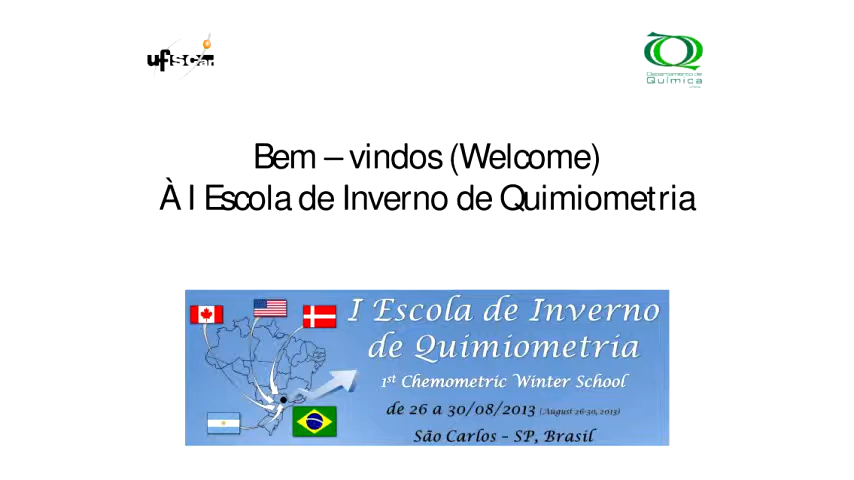 ufscar
Departamento de
Química
Bem – vindos (Welcome)
À I Escola de Inverno de Quimiometria
I Escola de Inverno
de Quimiometria
1st Chemometric Winter School
de 26 a 30/08/2013 (August 26-30, 2013)
São Carlos – SP, Brasil